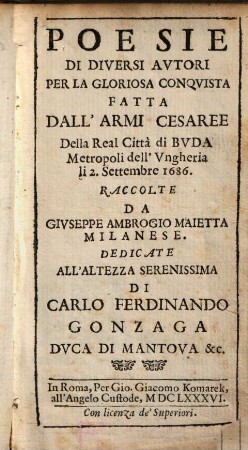 POESIE
DI DIVERSI AVTORI
PER LA GLORIOSA CONQVISTA
FATTA
DALL' ARMI CESAREE
Della Real Città di BVDA
Metropoli dell' Vngheria
li 2. Settembre 1686.
RACCOLTE
DA
GIVSEPPE AMBROGIO MAIETTA
MILANESE.
DEDICATE
ALL'ALTEZZA SERENISSIMA
DI
CARLO FERDINANDO
GONZAGA
DVCA DI MANTOVA &c.
In Roma, Per Gio. Giacomo Komarek,
all'Angelo Custode, M DCLXXXVI.
Con licenza de' Superiori.